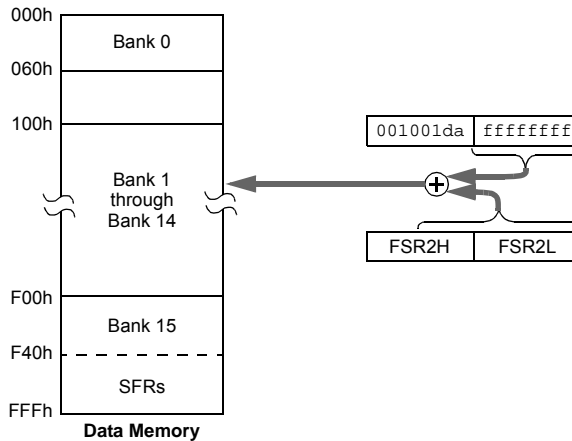 000h
Bank 0
060h
100h
Bank 1
through
Bank 14
F00h
Bank 15
F40h
SFRs
FFFh
Data Memory
001001da ffffffff
FSR2H FSR2L